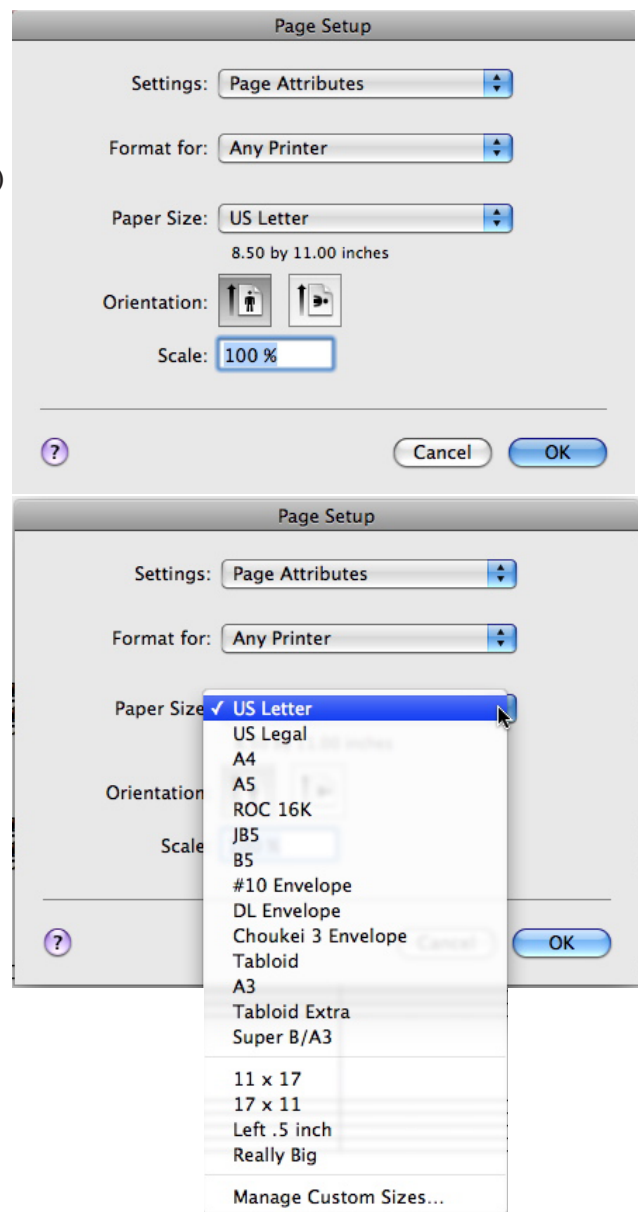 Page Setup
Settings: Page Attributes
)
Format for: Any Printer
Paper Size: US Letter
8.50 by 11.00 inches
Orientation:
Scale: 100 %
? Cancel OK
Page Setup
Settings: Page Attributes
Format for: Any Printer
Paper Size ✓ US Letter
US Legal
A4
Orientation A5
ROC 16K
Scale JB5
B5
#10 Envelope
DL Envelope
? Choukei 3 Envelope Cancel OK
Tabloid
A3
Tabloid Extra
Super B/A3
11 x 17
17 x 11
Left .5 inch
Really Big
Manage Custom Sizes...